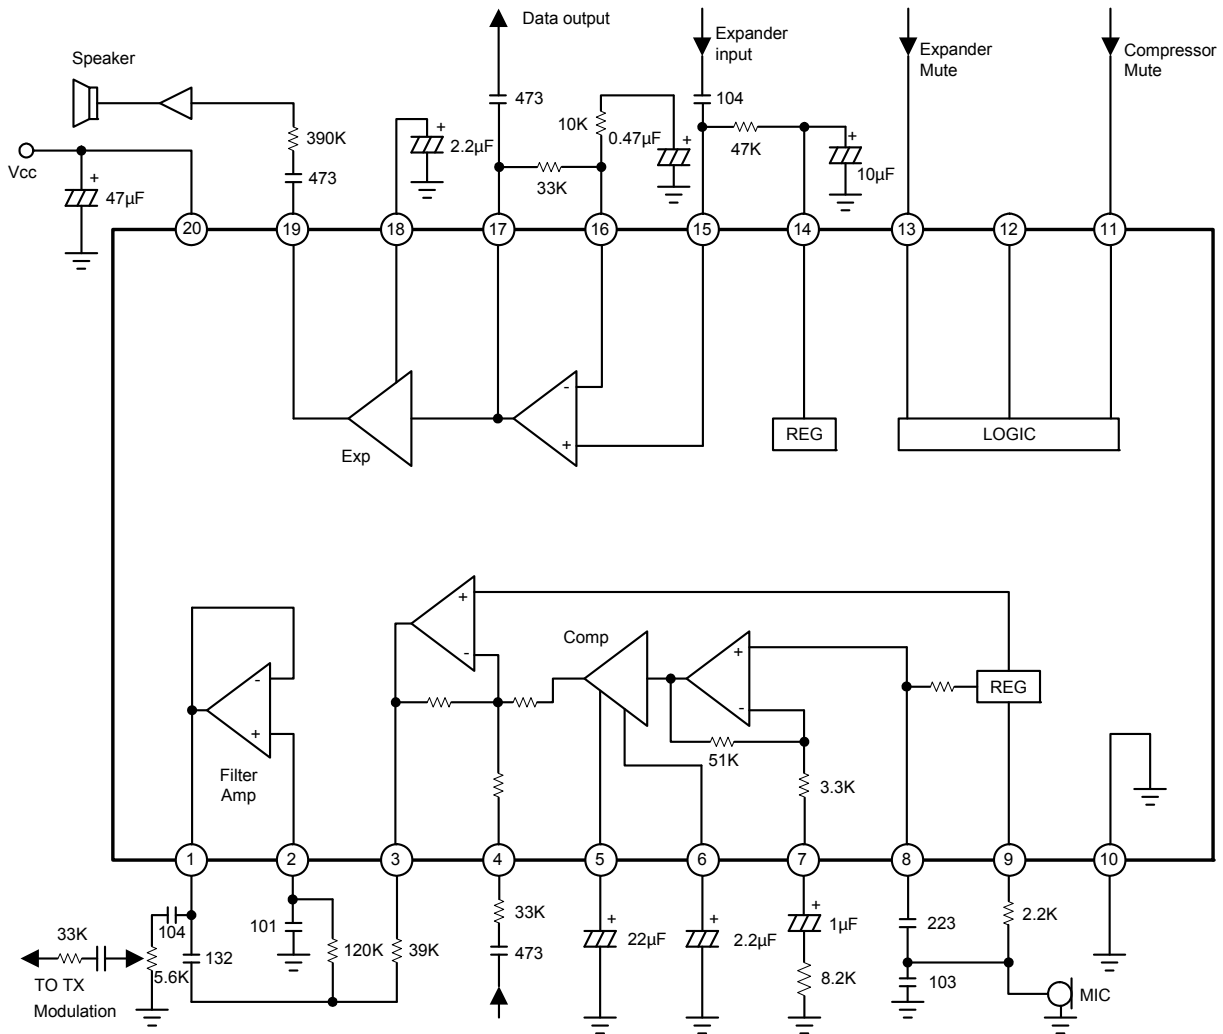 Data output
Expander
input
Expander
Mute
Compressor
Mute
Speaker
+
473
104
10K
0.47µF
+
390K
2.2µF
+
47K
+
10µF
Vcc
+
47µF
473
33K
20
19
18
17
16
15
14
13
12
11
-
+
Exp
REG
LOGIC
+
-
Comp
+
-
REG
-
+
Filter
Amp
51K
3.3K
1
2
3
4
5
6
7
8
9
10
33K
104
5.6K
132
TO TX
Modulation
101
120K
39K
33K
473
+
22µF
+
2.2µF
+
1µF
8.2K
223
103
2.2K
MIC